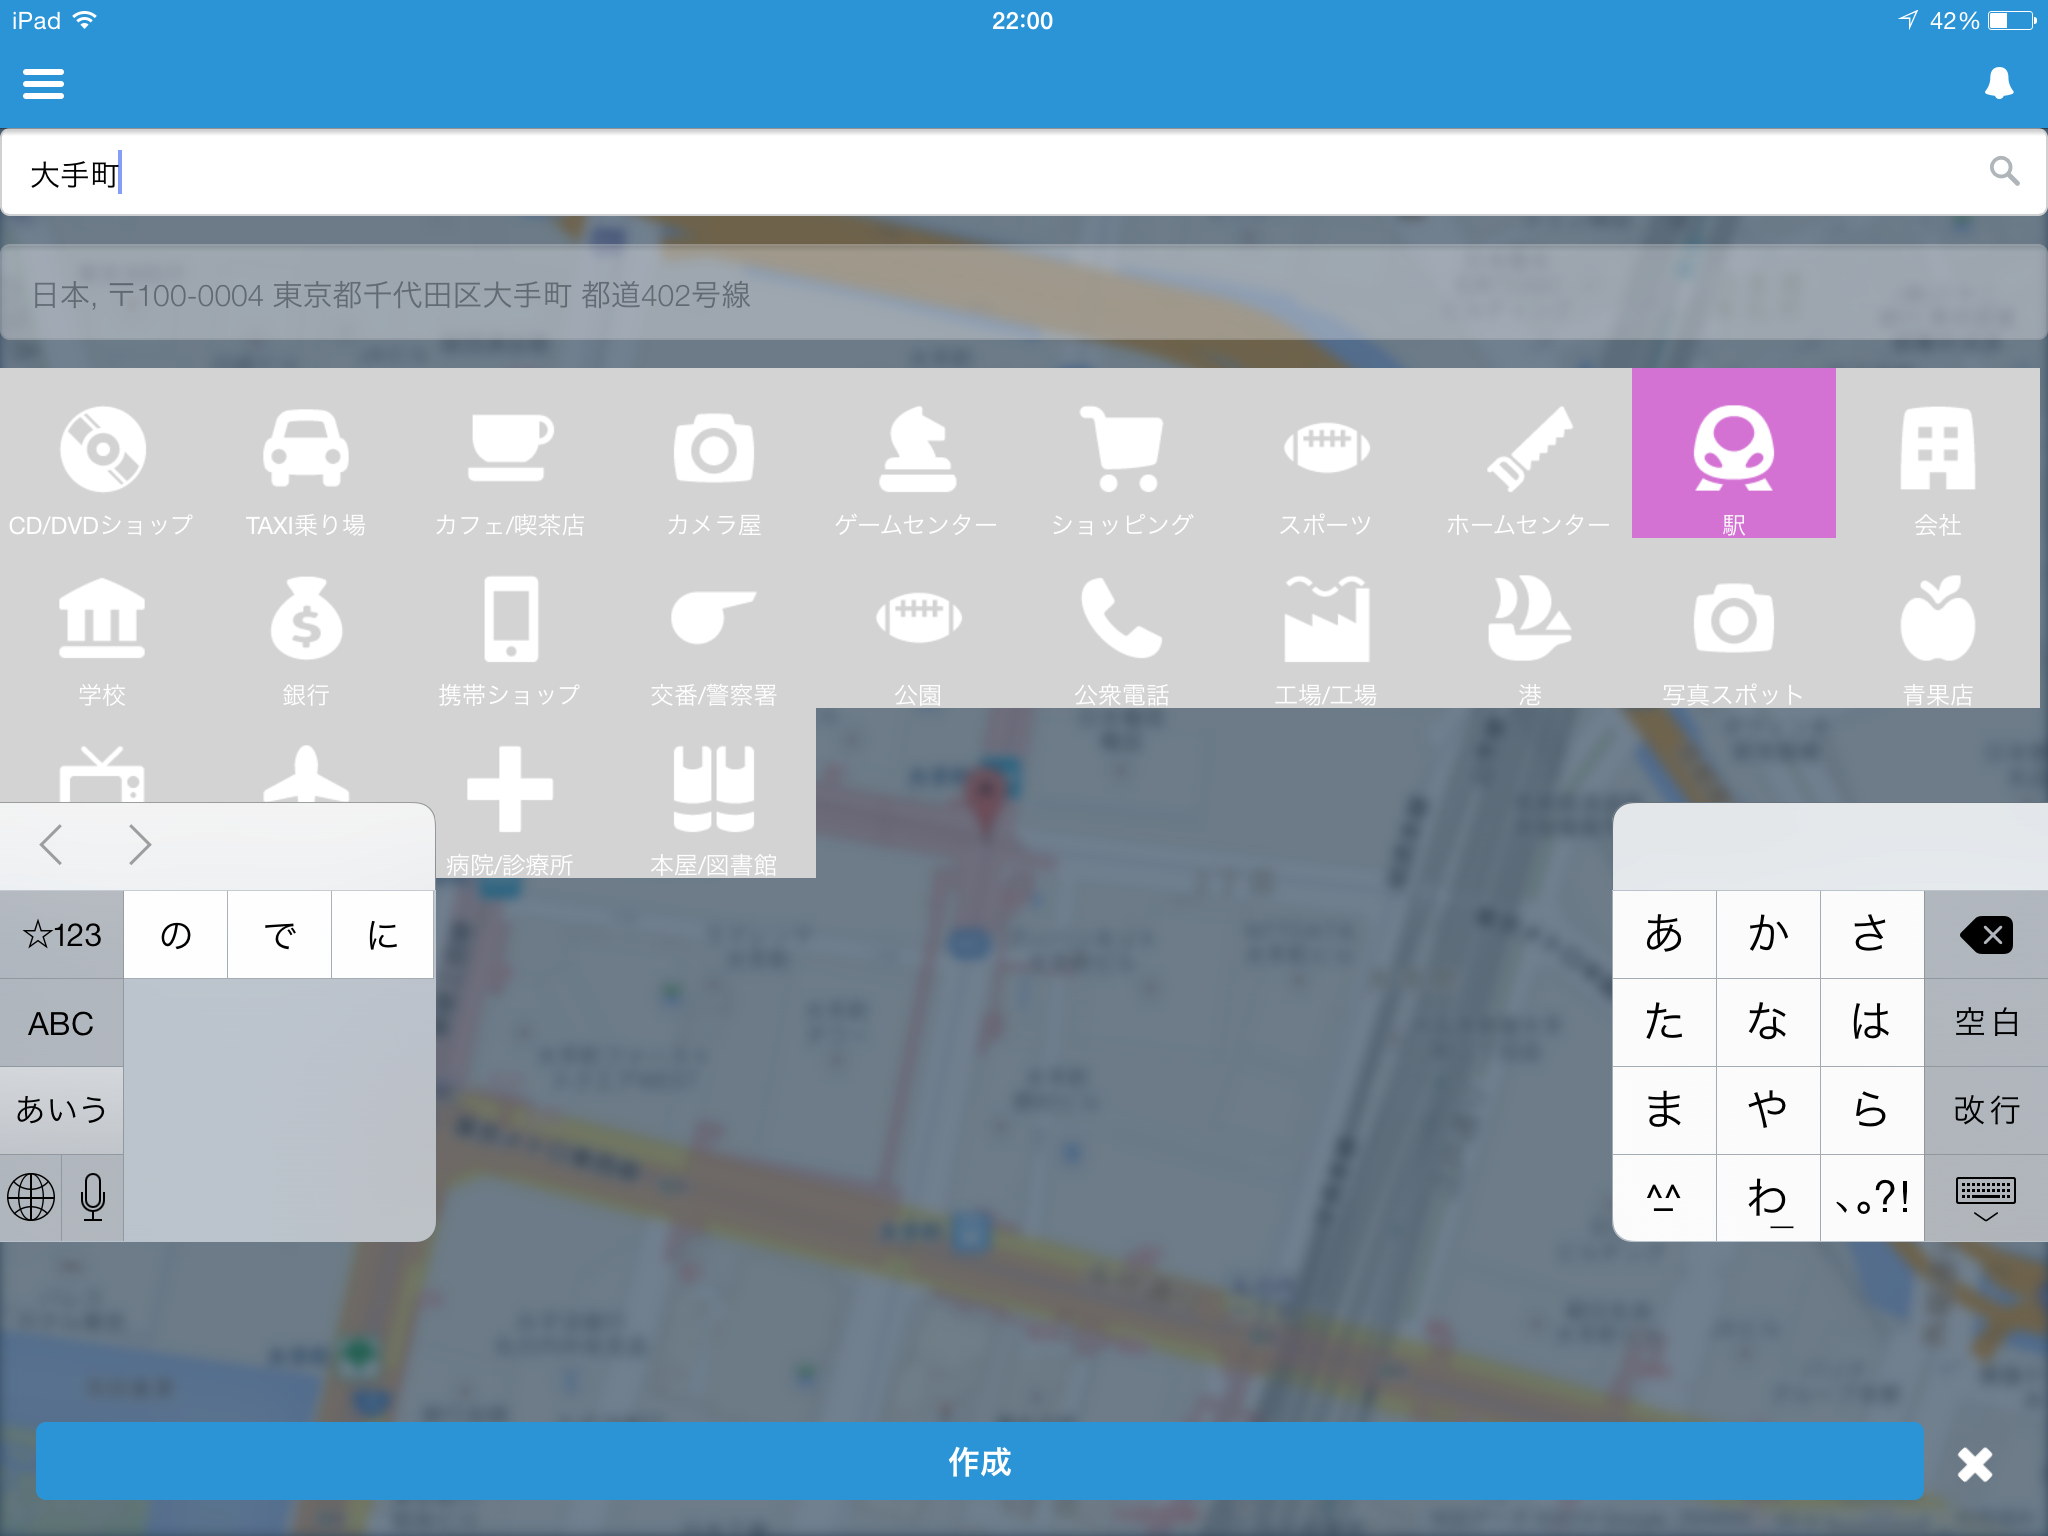 iPad 22:00 42%
大手町
日本, 〒100-0004 東京都千代田区大手町 都道402号線
CD/DVDショップ TAXI乗り場 カフェ/喫茶店 カメラ屋 ゲームセンター ショッピング スポーツ ホームセンター 駅 会社
学校 銀行 携帯ショップ 交番/警察署 公園 公衆電話 工場/工場 港 写真スポット 青果店
病院/診療所 本屋/図書館
☆123 の で に
ABC
あいう
あ か さ
た な は 空白
ま や ら 改行
^_^ わ_ 、。?!
作成